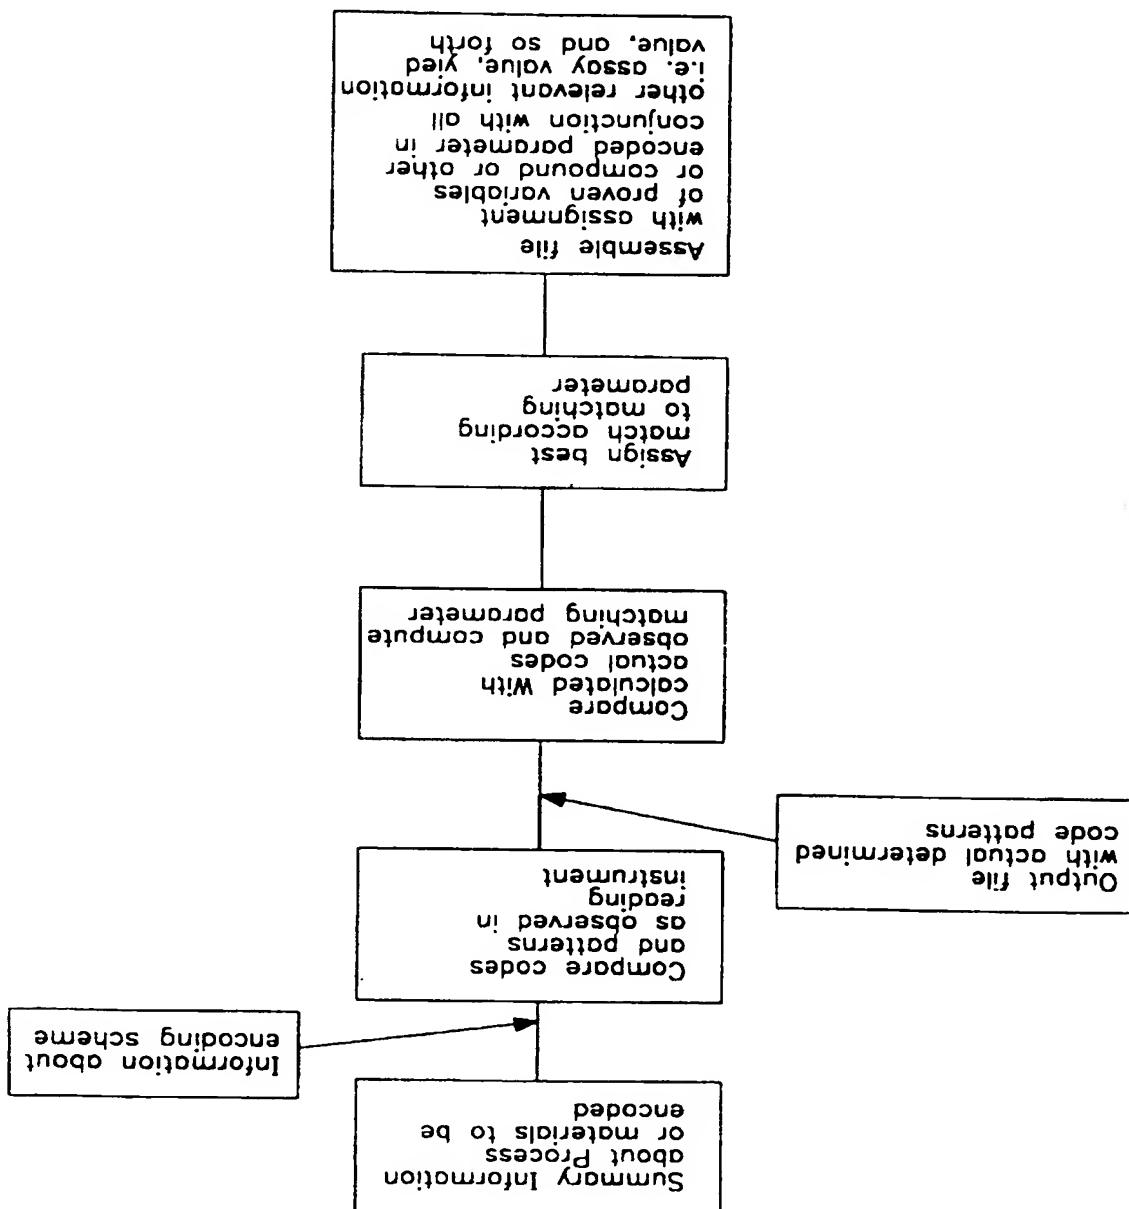 Summary Information
about Process
or materials to be
encoded
Information about
encoding scheme
Compare codes
and patterns
as observed in
reading
instrument
Output file
with actual determined
code patterns
Compare
calculated With
actual codes
observed and compute
matching parameter
Assign best
match according
to matching
parameter
Assemble file
with assignment
of proven variables
or compound or other
encoded parameter in
conjunction with all
other relevant information
i.e. assay value, yied
value, and so forth